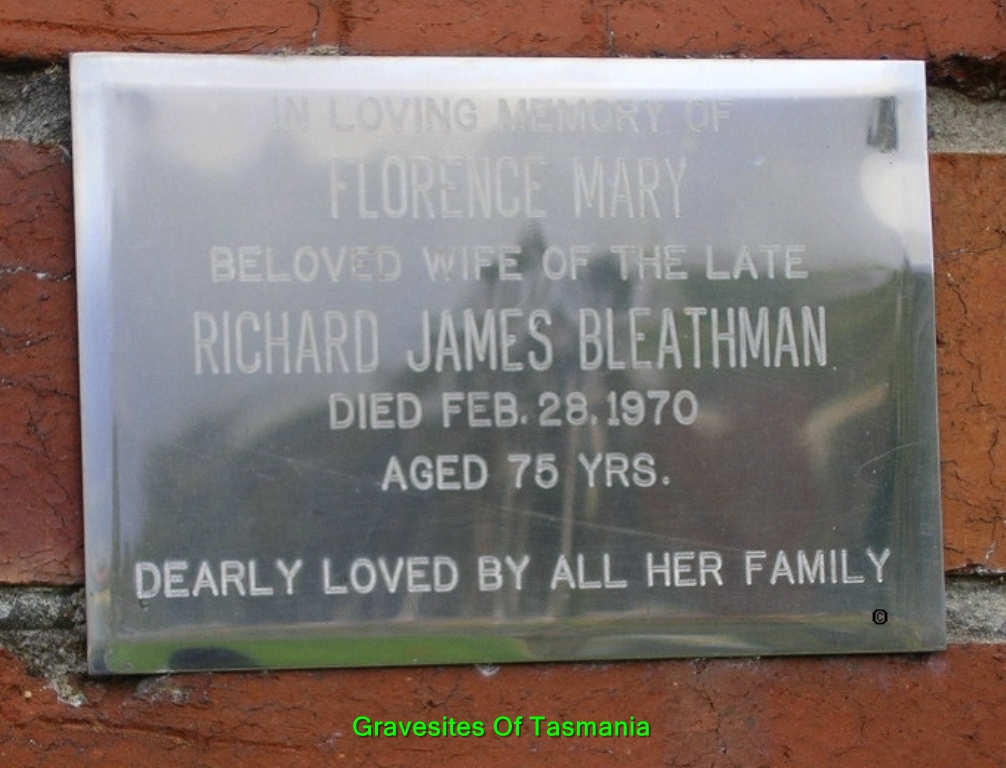 IN LOVING MEMORY OF
FLORENCE MARY
BELOVED WIFE OF THE LATE
RICHARD JAMES BLEATHMAN
DIED FEB. 28. 1970
AGED 75 YRS.
DEARLY LOVED BY ALL HER FAMILY
©
Gravesites Of Tasmania